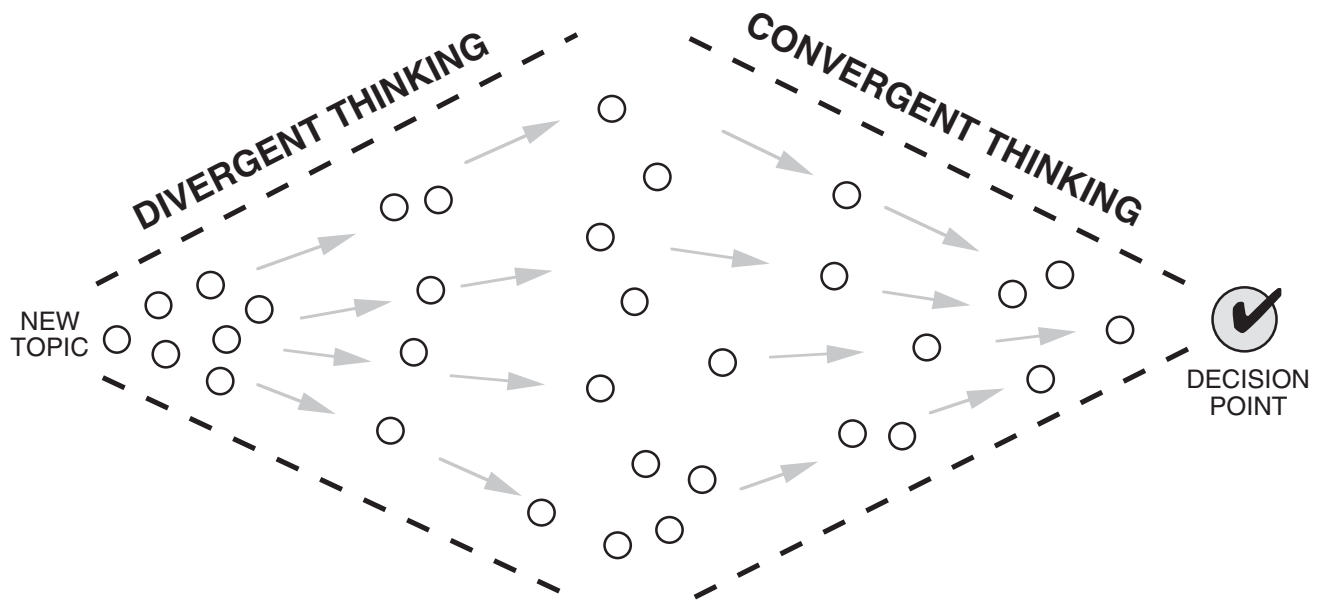 DIVERGENT THINKING
CONVERGENT THINKING
NEW
TOPIC
DECISION
POINT